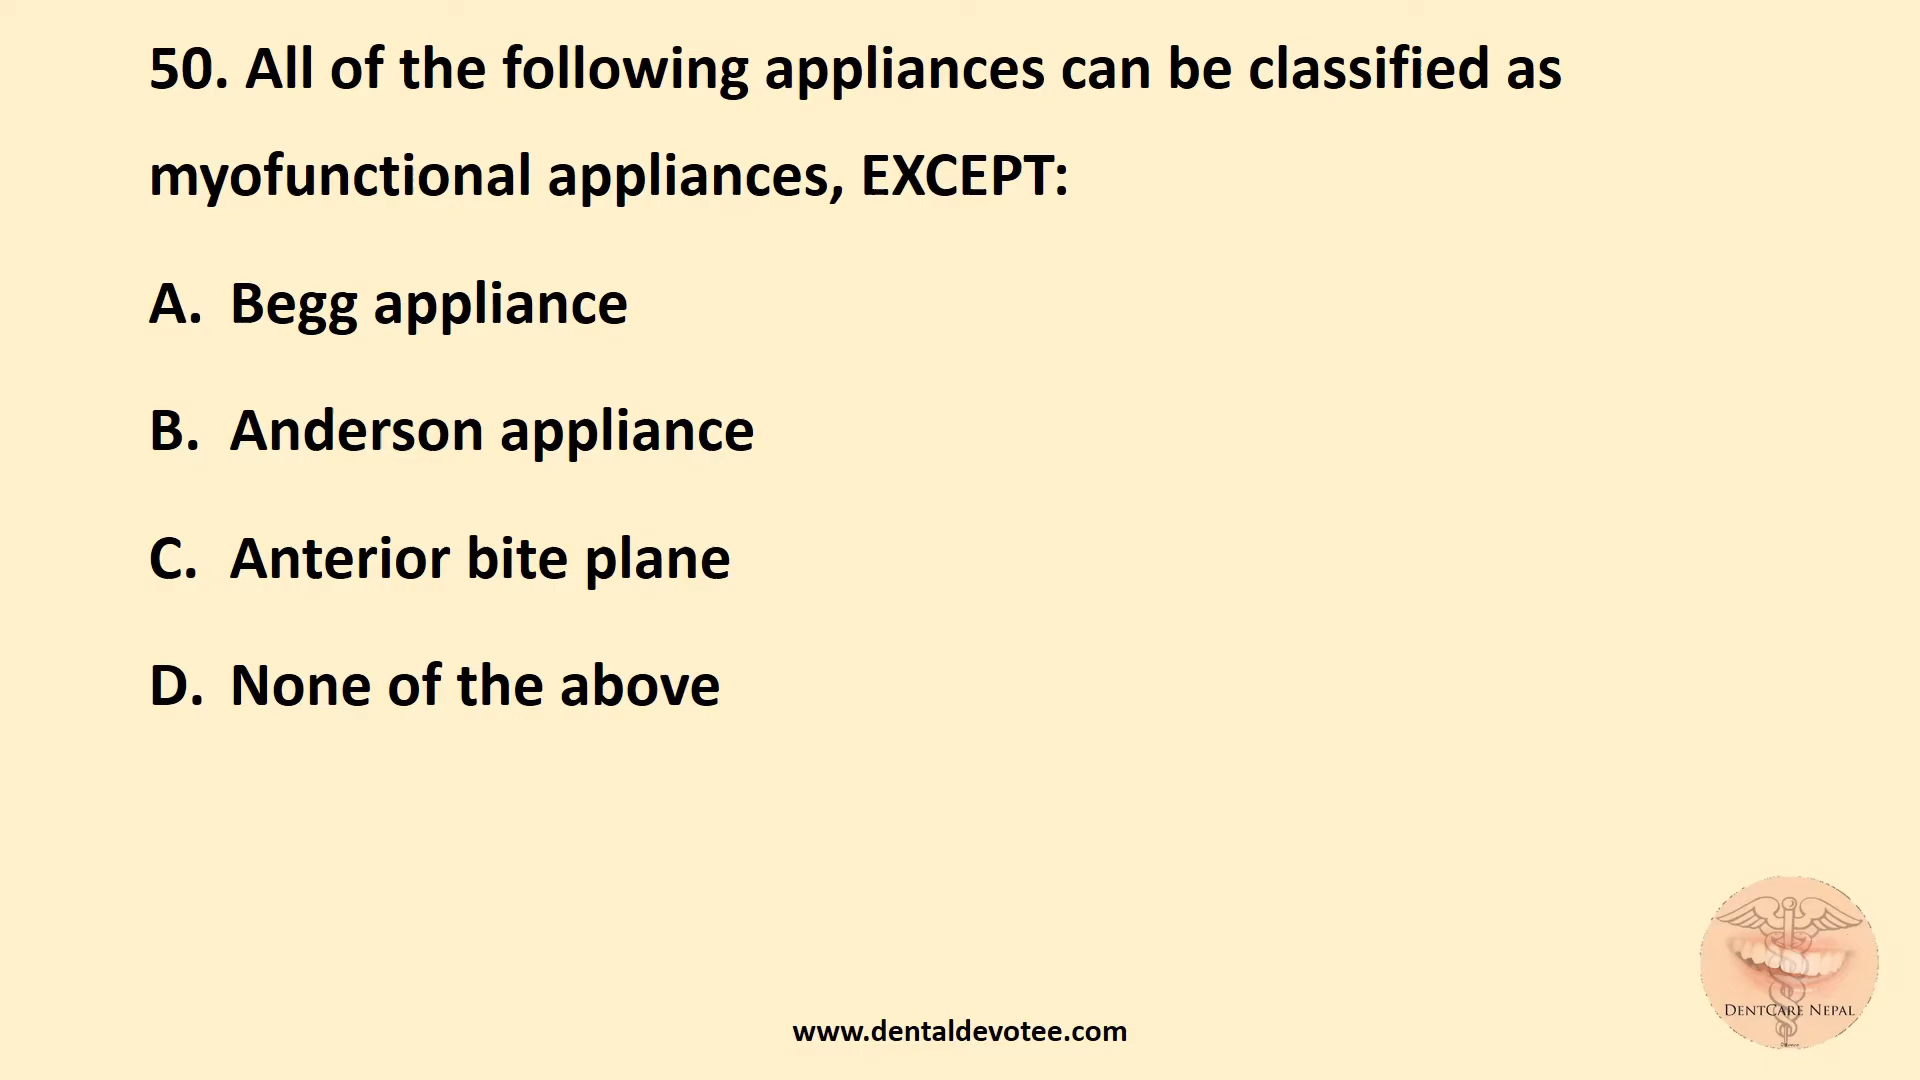 50. All of the following appliances can be classified as
myofunctional appliances, EXCEPT:
A. Begg appliance
B. Anderson appliance
C. Anterior bite plane
D. None of the above
DENTCARE NEPAL
www.dentaldevotee.com